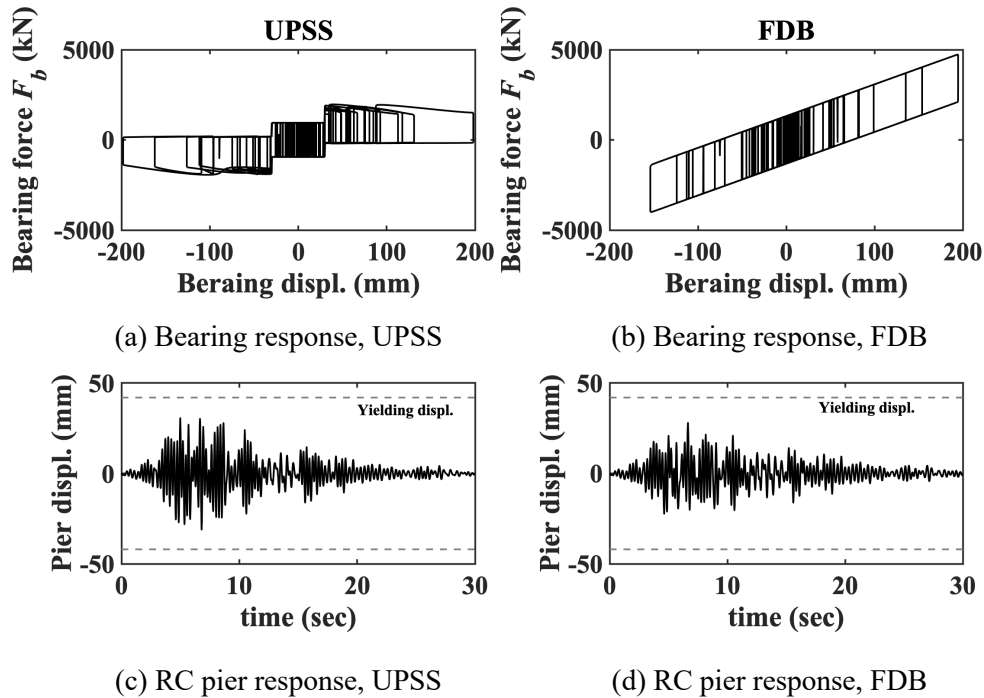 UPSS
FDB
Bearing force F_b (kN)
5000
0
-5000
-200 -100 0 100 200
Beraing displ. (mm)
Bearing force F_b (kN)
5000
0
-5000
-200 -100 0 100 200
Beraing displ. (mm)
(a) Bearing response, UPSS
(b) Bearing response, FDB
Pier displ. (mm)
50
0
-50
Yielding displ.
0 10 20 30
time (sec)
Pier displ. (mm)
50
0
-50
Yielding displ.
0 10 20 30
time (sec)
(c) RC pier response, UPSS
(d) RC pier response, FDB